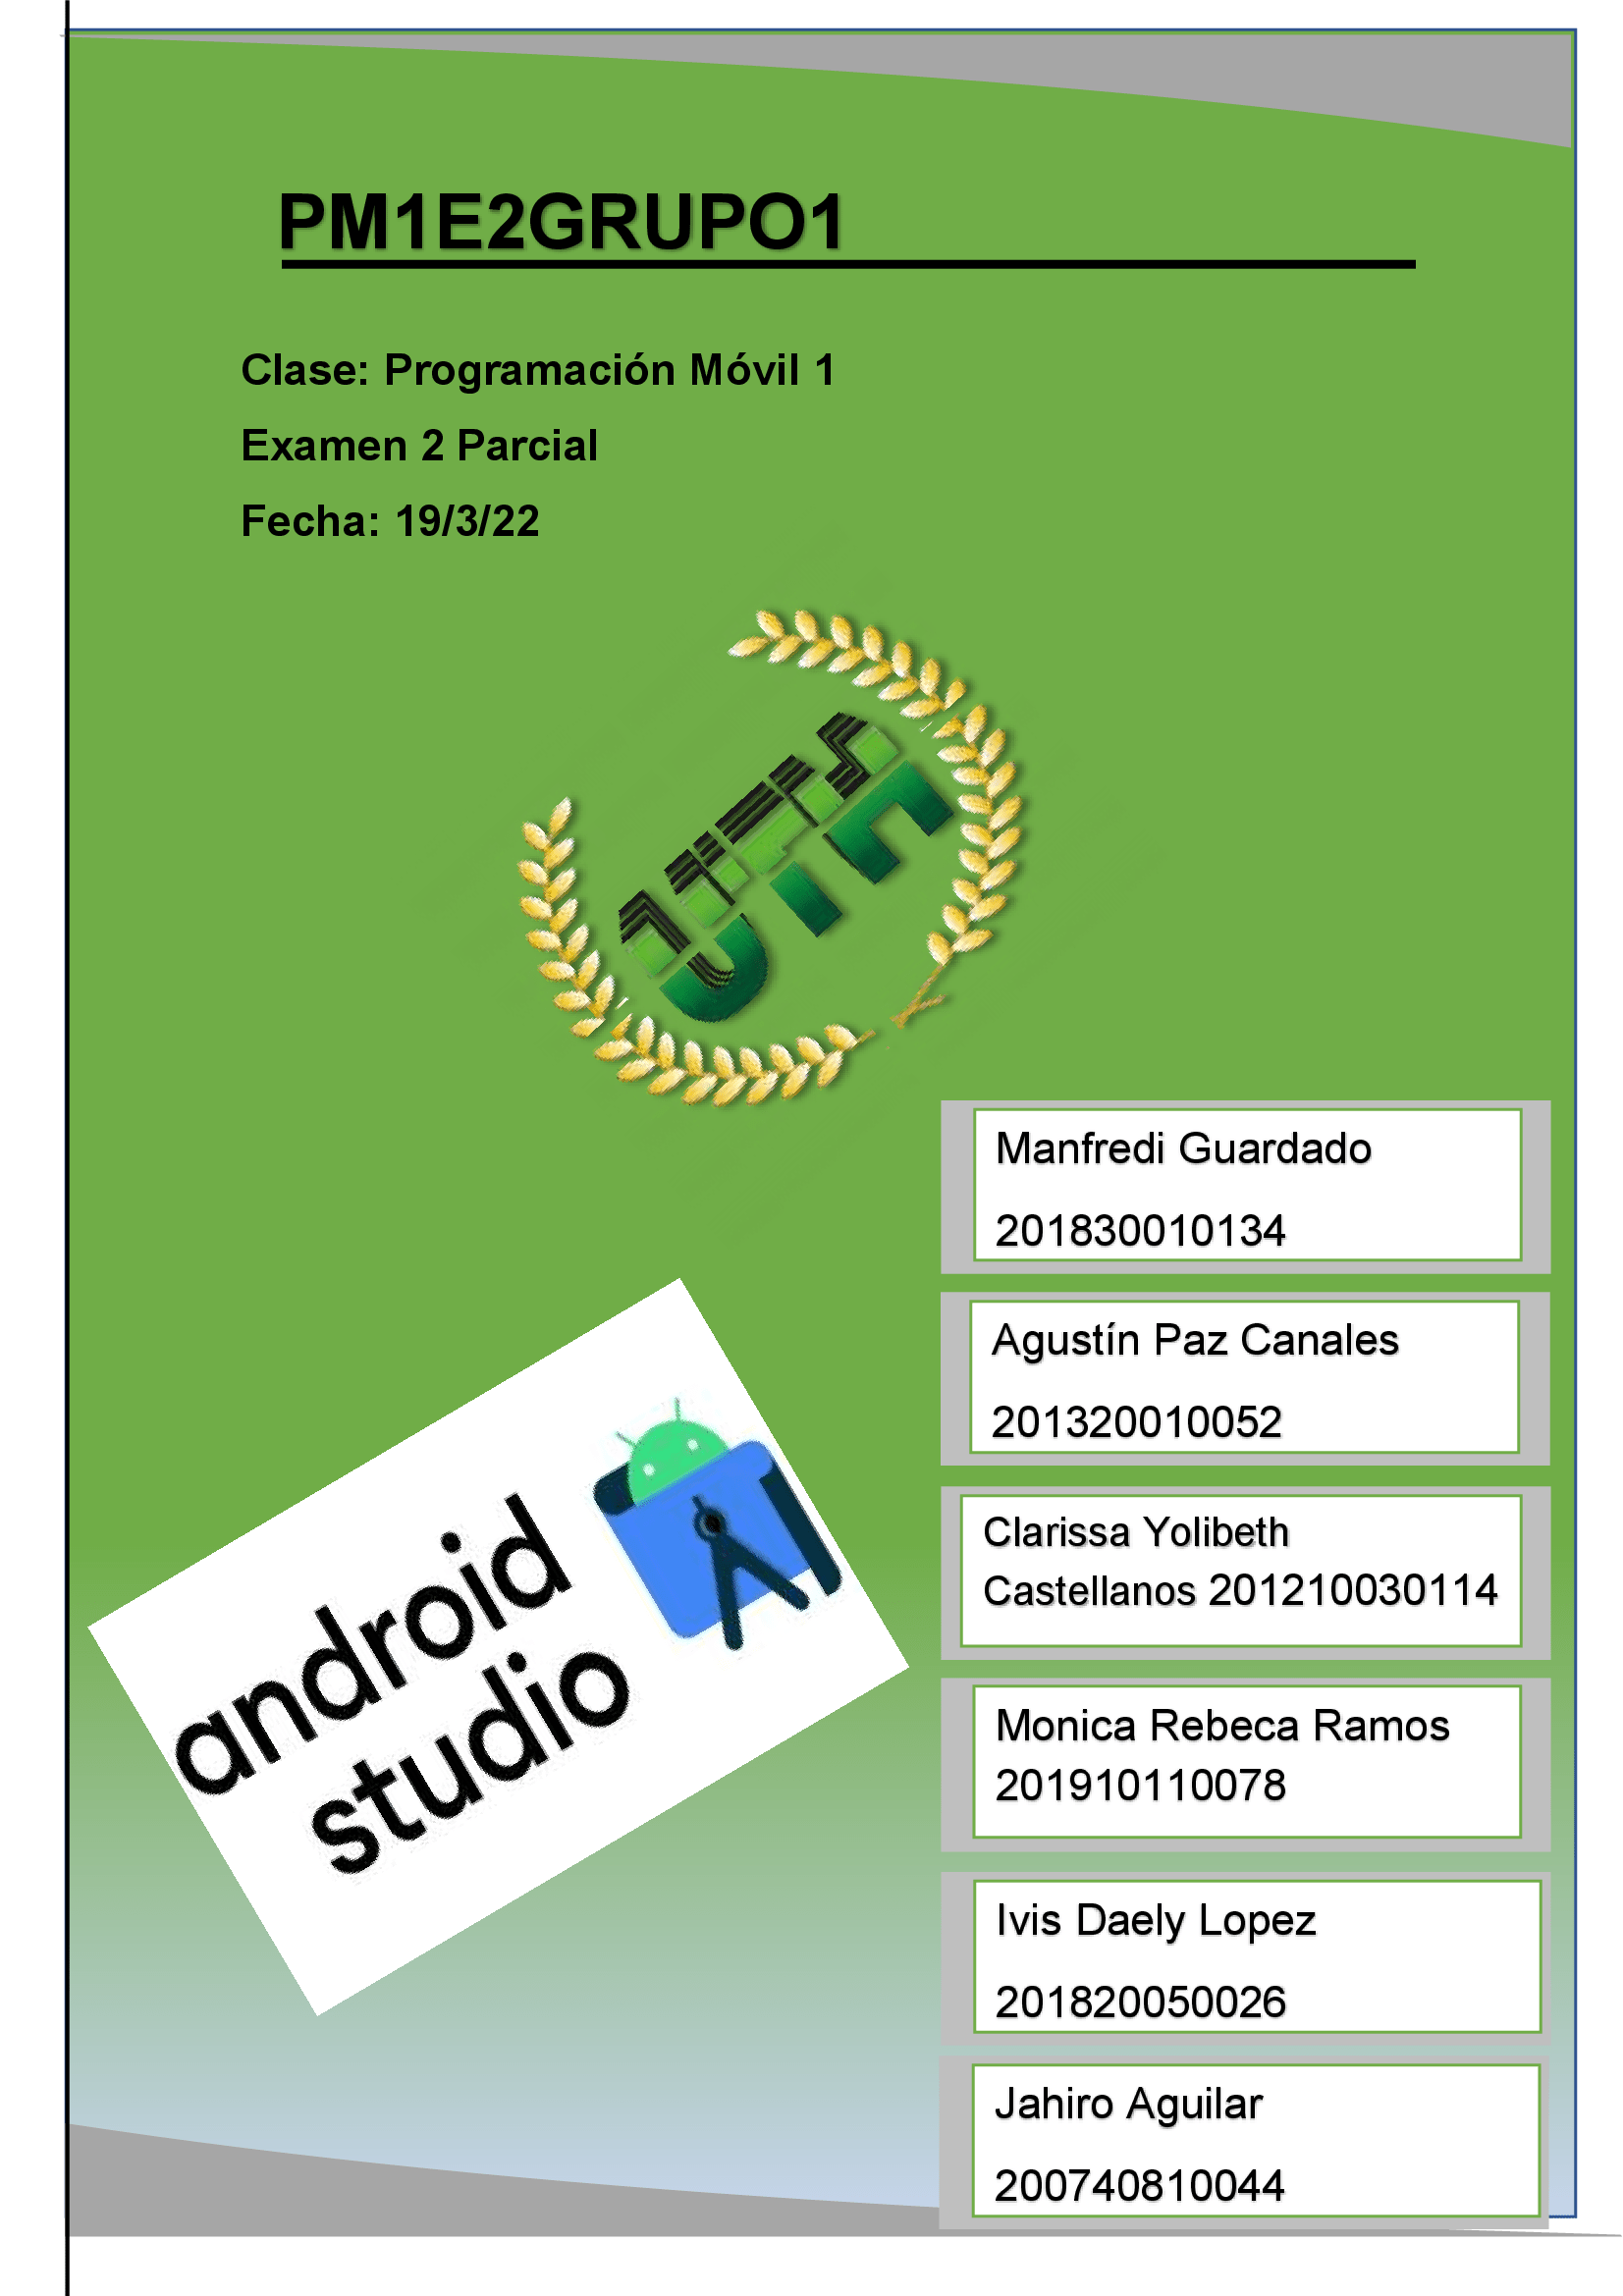 PM1E2GRUPO1
Clase: Programación Móvil 1
Examen 2 Parcial
Fecha: 19/3/22
UTH
Manfredi Guardado
201830010134
Agustín Paz Canales
201320010052
Clarissa Yolibeth
Castellanos 201210030114
Monica Rebeca Ramos
201910110078
Ivis Daely Lopez
201820050026
Jahiro Aguilar
200740810044
android
studio